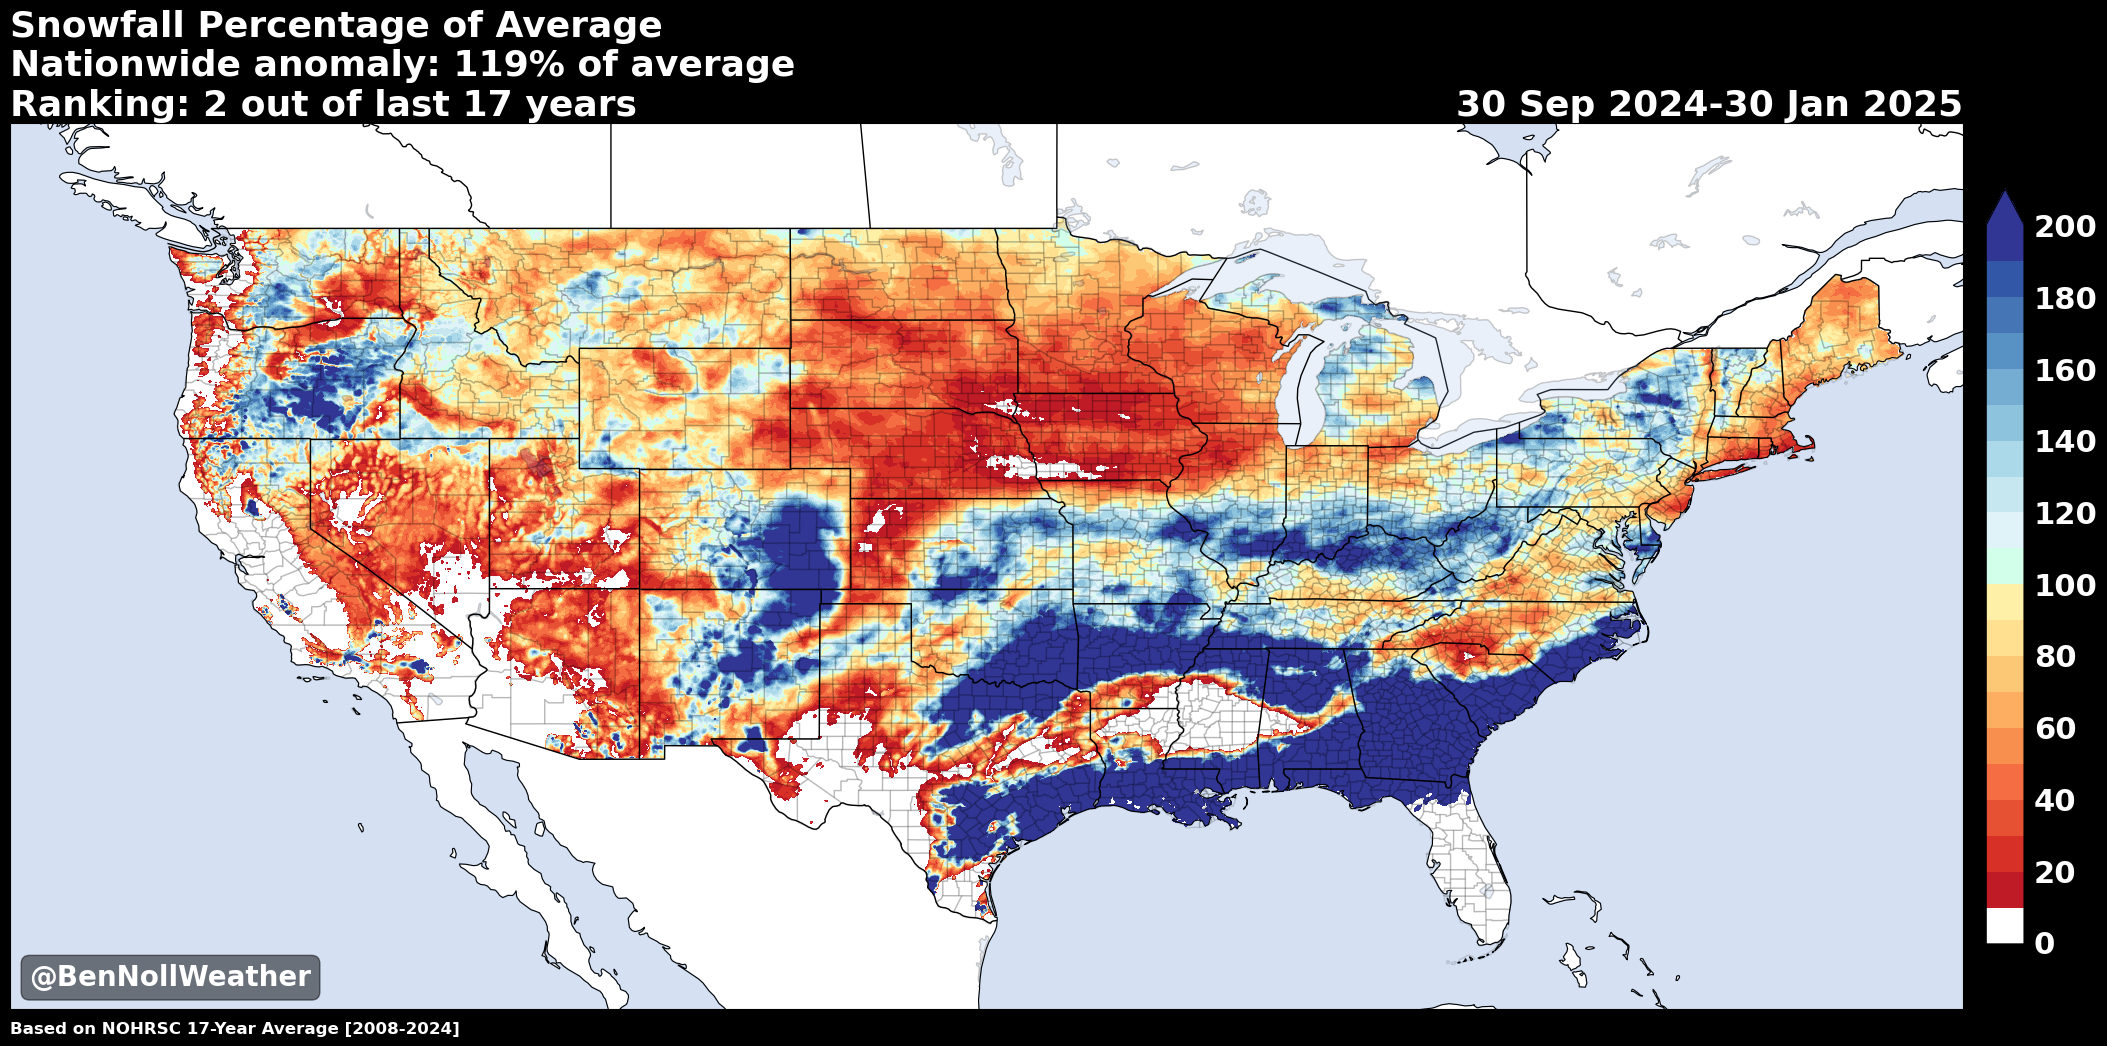 Snowfall Percentage of Average
Nationwide anomaly: 119% of average
Ranking: 2 out of last 17 years
30 Sep 2024-30 Jan 2025
200
180
160
140
120
100
80
60
40
20
0
@BenNollWeather
Based on NOHRSC 17-Year Average [2008-2024]